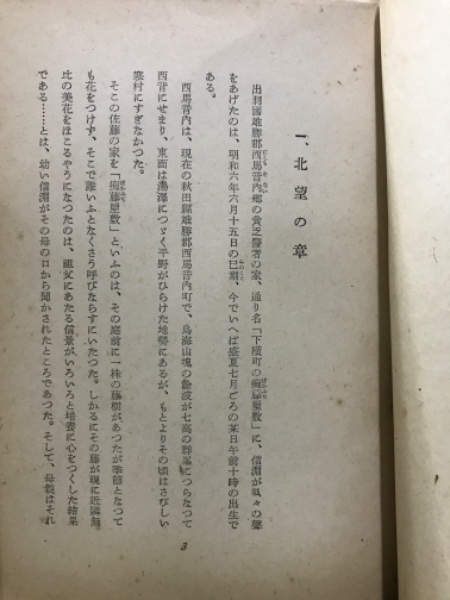 一、北望の章
出羽國雄勝郡西馬音內鄕の貧乏醫者の家、通り名「下横町の梅藤屋敷」に、信淵が呱々の聲
をあげたのは、明和六年六月十五日の巳刻、今でいへば盛夏七月ごろの某日午前十時の出生で
ある。
西馬音內は、現在の秋田縣雄勝郡西馬音內町で、鳥海山塊の餘波が七高の群峯につらなつて
西背にせまり、東面は湯澤につゞく平野がひらけた地勢にあるが、もとよりその頃はさびしい
寒村にすぎなかつた。
そこの佐藤の家を「梅藤屋敷」といふのは、その庭前に一株の藤樹があつたが季節となつて
も花をつけず、そこで誰いふとなくさう呼びならすにいたつた。しかるにその藤が現に近隣無
比の美花をほこるやうになつたのは、祖父にあたる信景がいろいろと培養に心をつくした結果
である……とは、幼い信淵がその母の口から聞かされたところであつた。そして、母親はそれ
3